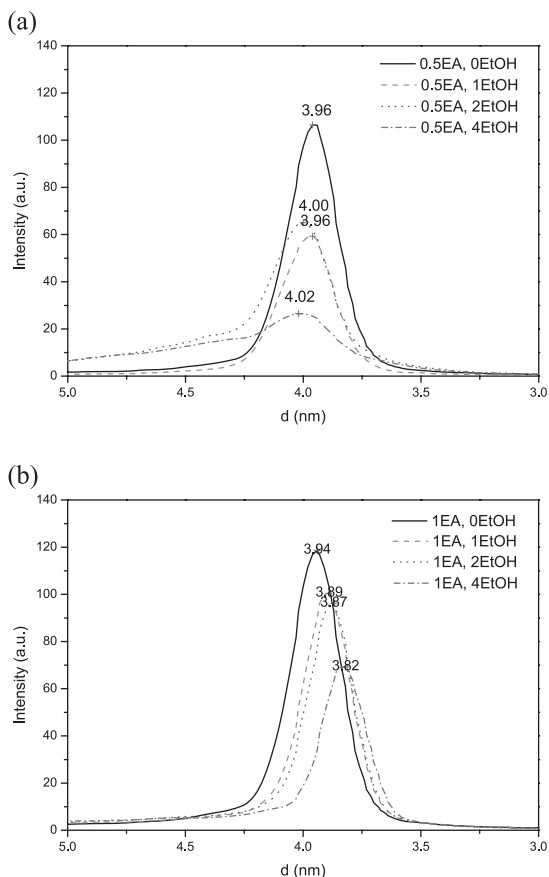 (a)
140
120
100
80
60
40
20
0
Intensity (a.u.)
0.5EA, 0EtOH
0.5EA, 1EtOH
0.5EA, 2EtOH
0.5EA, 4EtOH
3.96
4.00
3.96
4.02
5.0 4.5 4.0 3.5 3.0
d (nm)
(b)
140
120
100
80
60
40
20
0
Intensity (a.u.)
1EA, 0EtOH
1EA, 1EtOH
1EA, 2EtOH
1EA, 4EtOH
3.94
3.89
3.87
3.82
5.0 4.5 4.0 3.5 3.0
d (nm)